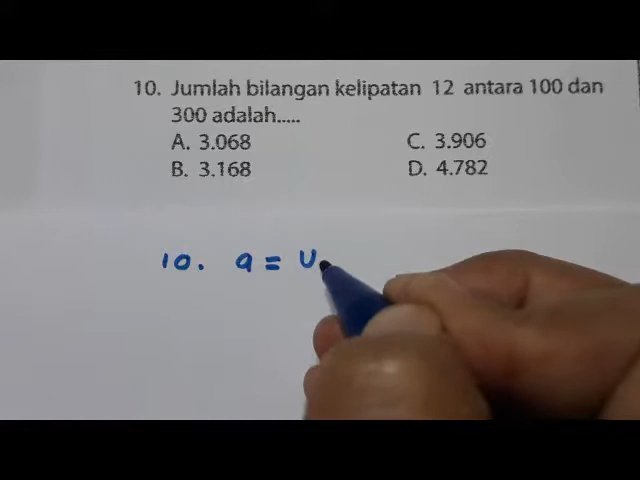 10. Jumlah bilangan kelipatan 12 antara 100 dan
300 adalah.....
A. 3.068 C. 3.906
B. 3.168 D. 4.782
10. a = U